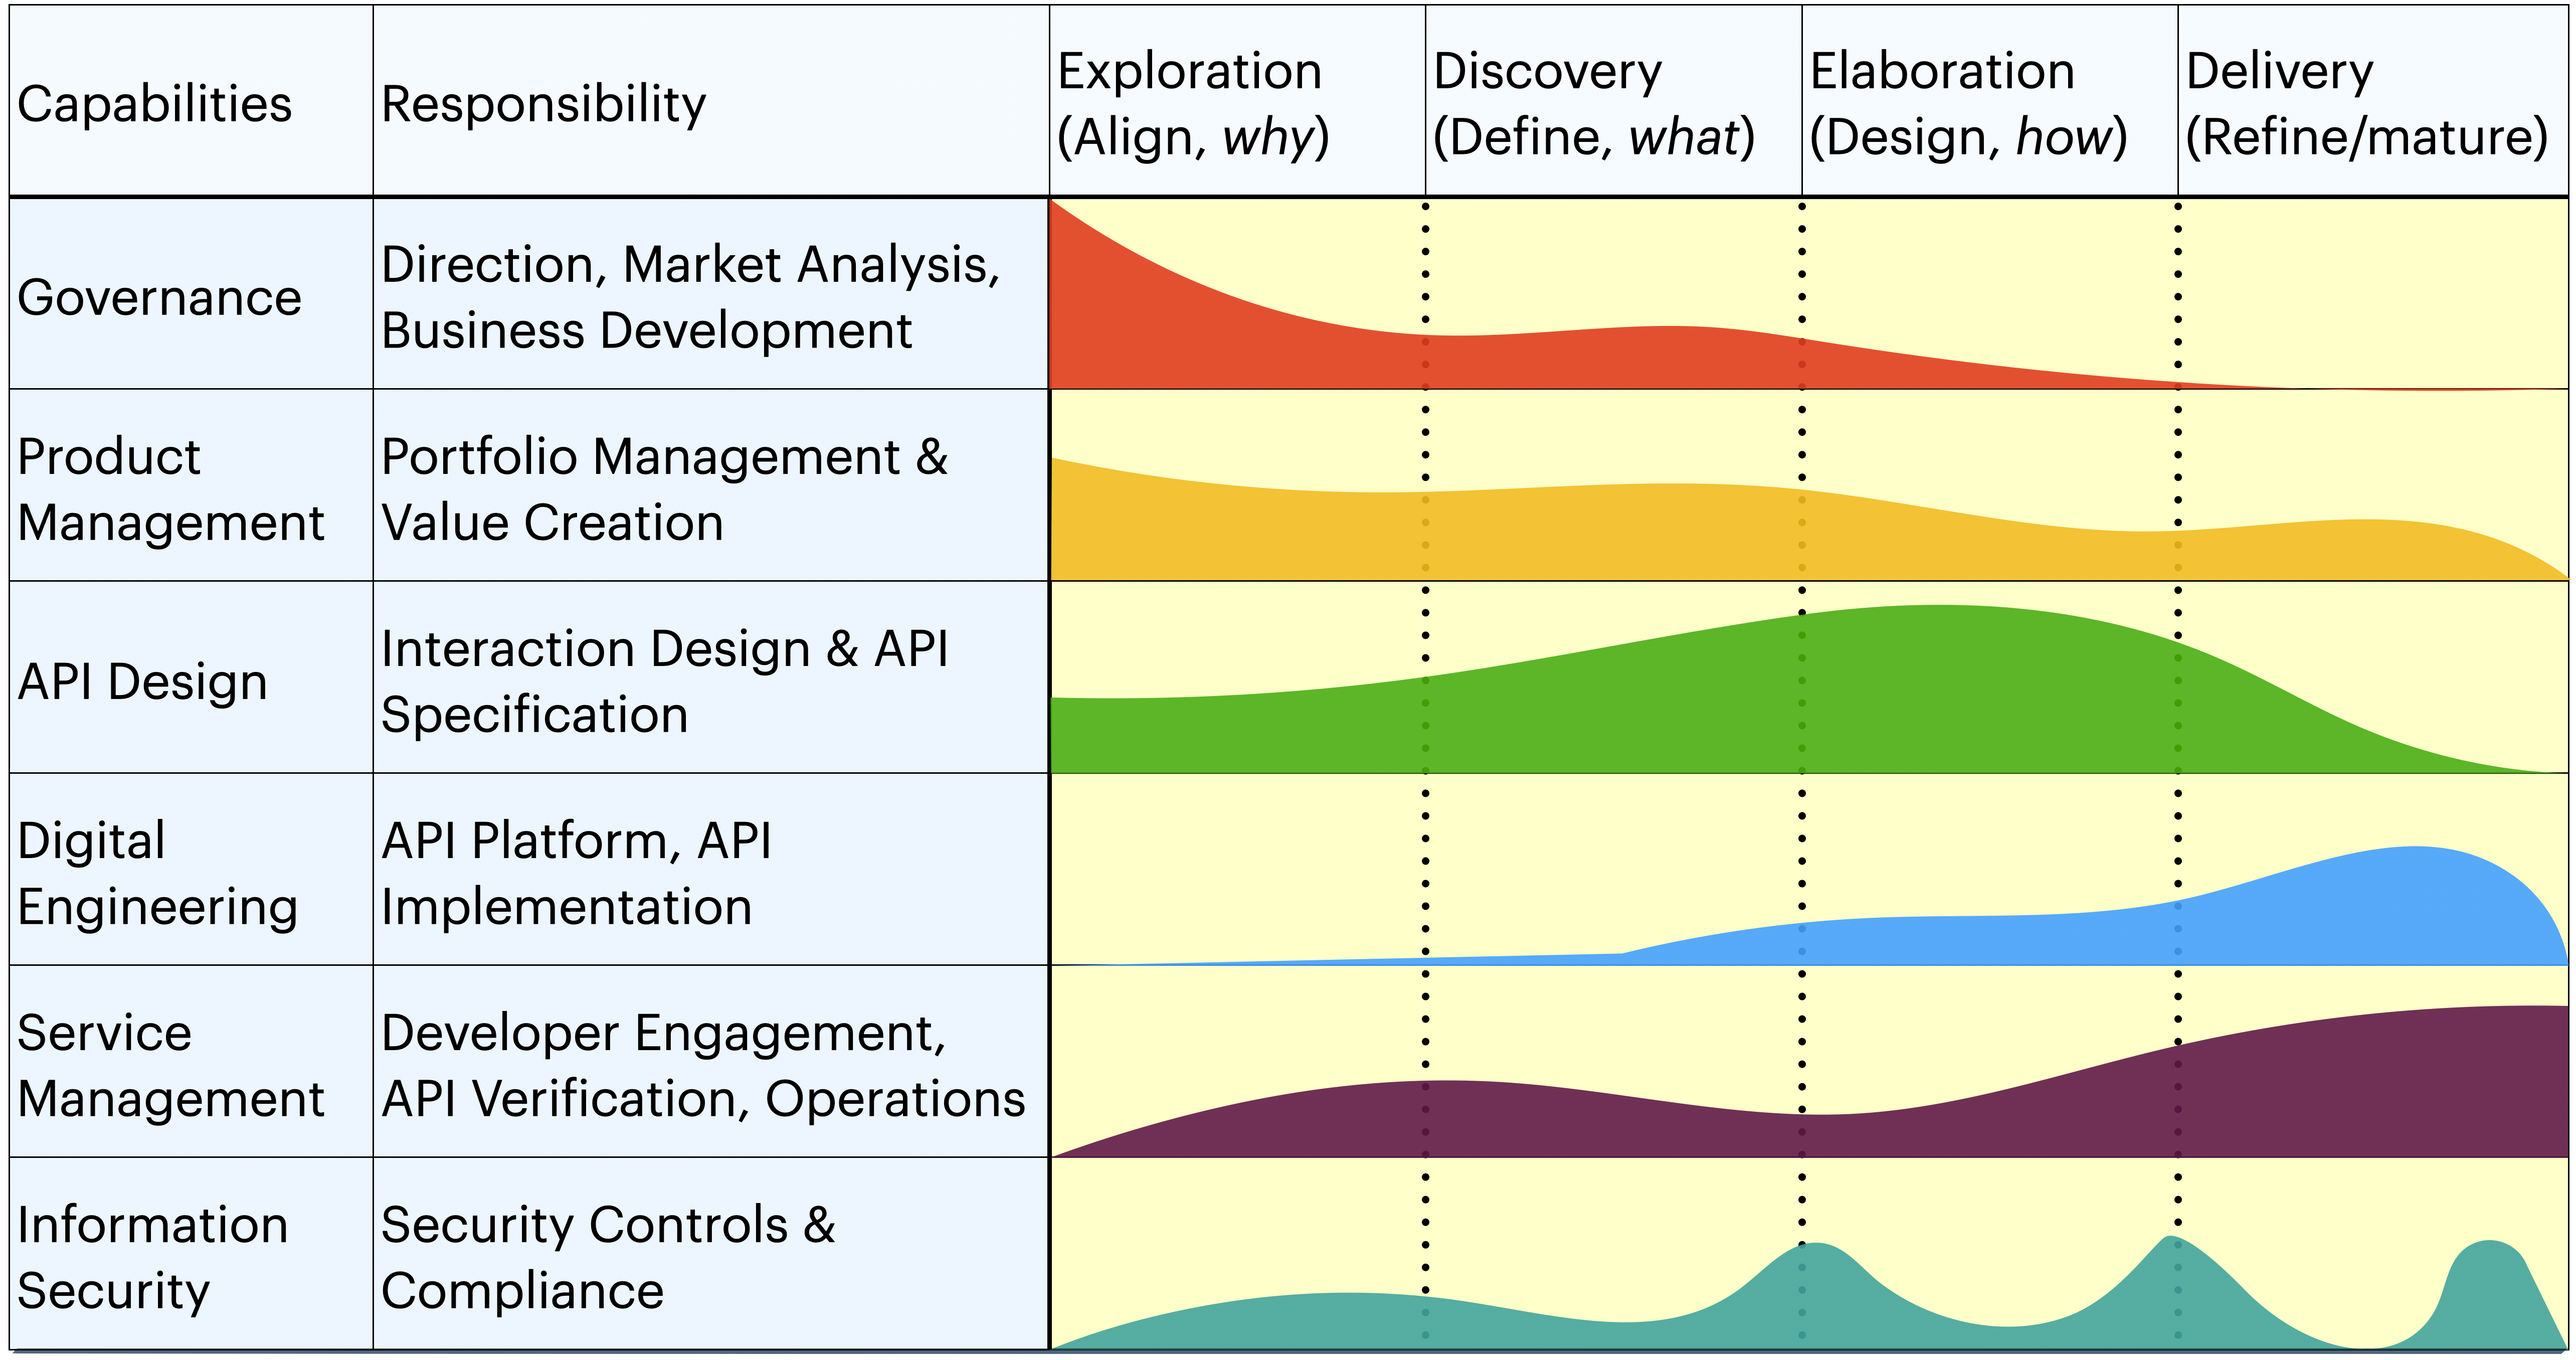 Capabilities
Responsibility
Exploration
(Align, why)
Discovery
(Define, what)
Elaboration
(Design, how)
Delivery
(Refine/mature)
Governance
Direction, Market Analysis,
Business Development
Product
Management
Portfolio Management &
Value Creation
API Design
Interaction Design & API
Specification
Digital
Engineering
API Platform, API
Implementation
Service
Management
Developer Engagement,
API Verification, Operations
Information
Security
Security Controls &
Compliance